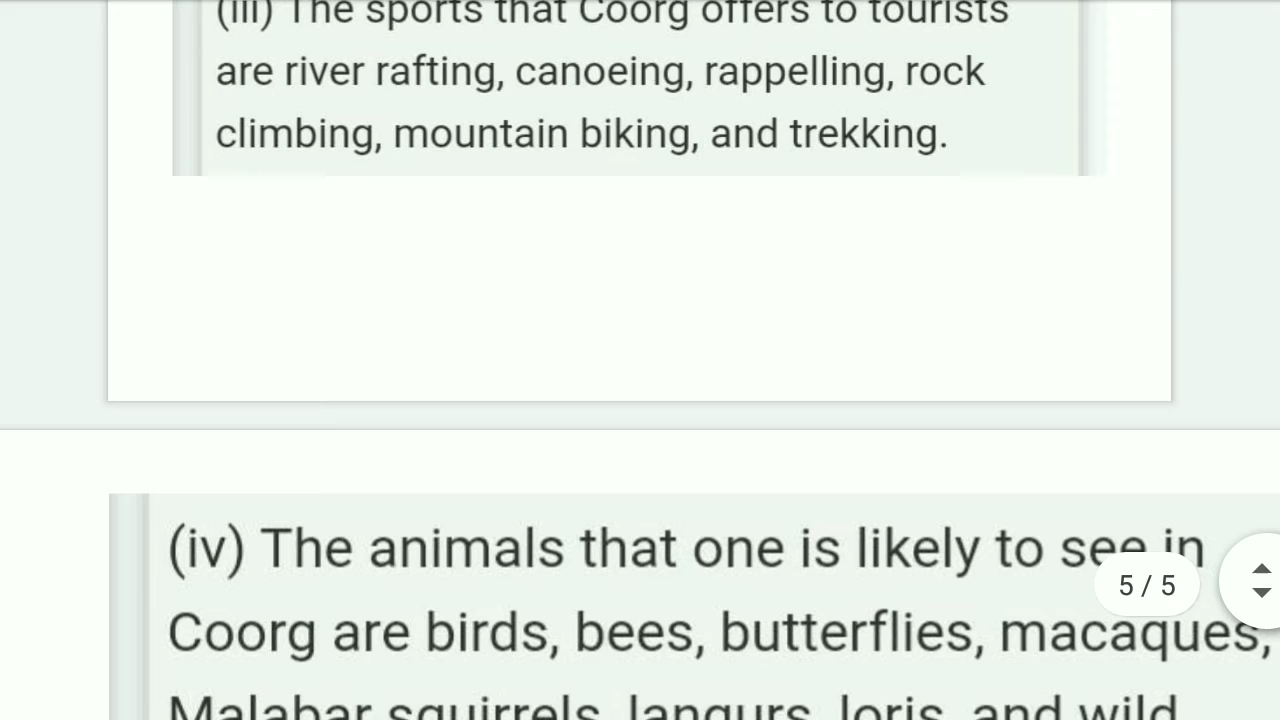 (iii) The sports that Coorg offers to tourists
are river rafting, canoeing, rappelling, rock
climbing, mountain biking, and trekking.
(iv) The animals that one is likely to see in
5 / 5
Coorg are birds, bees, butterflies, macaques,
Malabar squirrels, langurs, loris, and wild